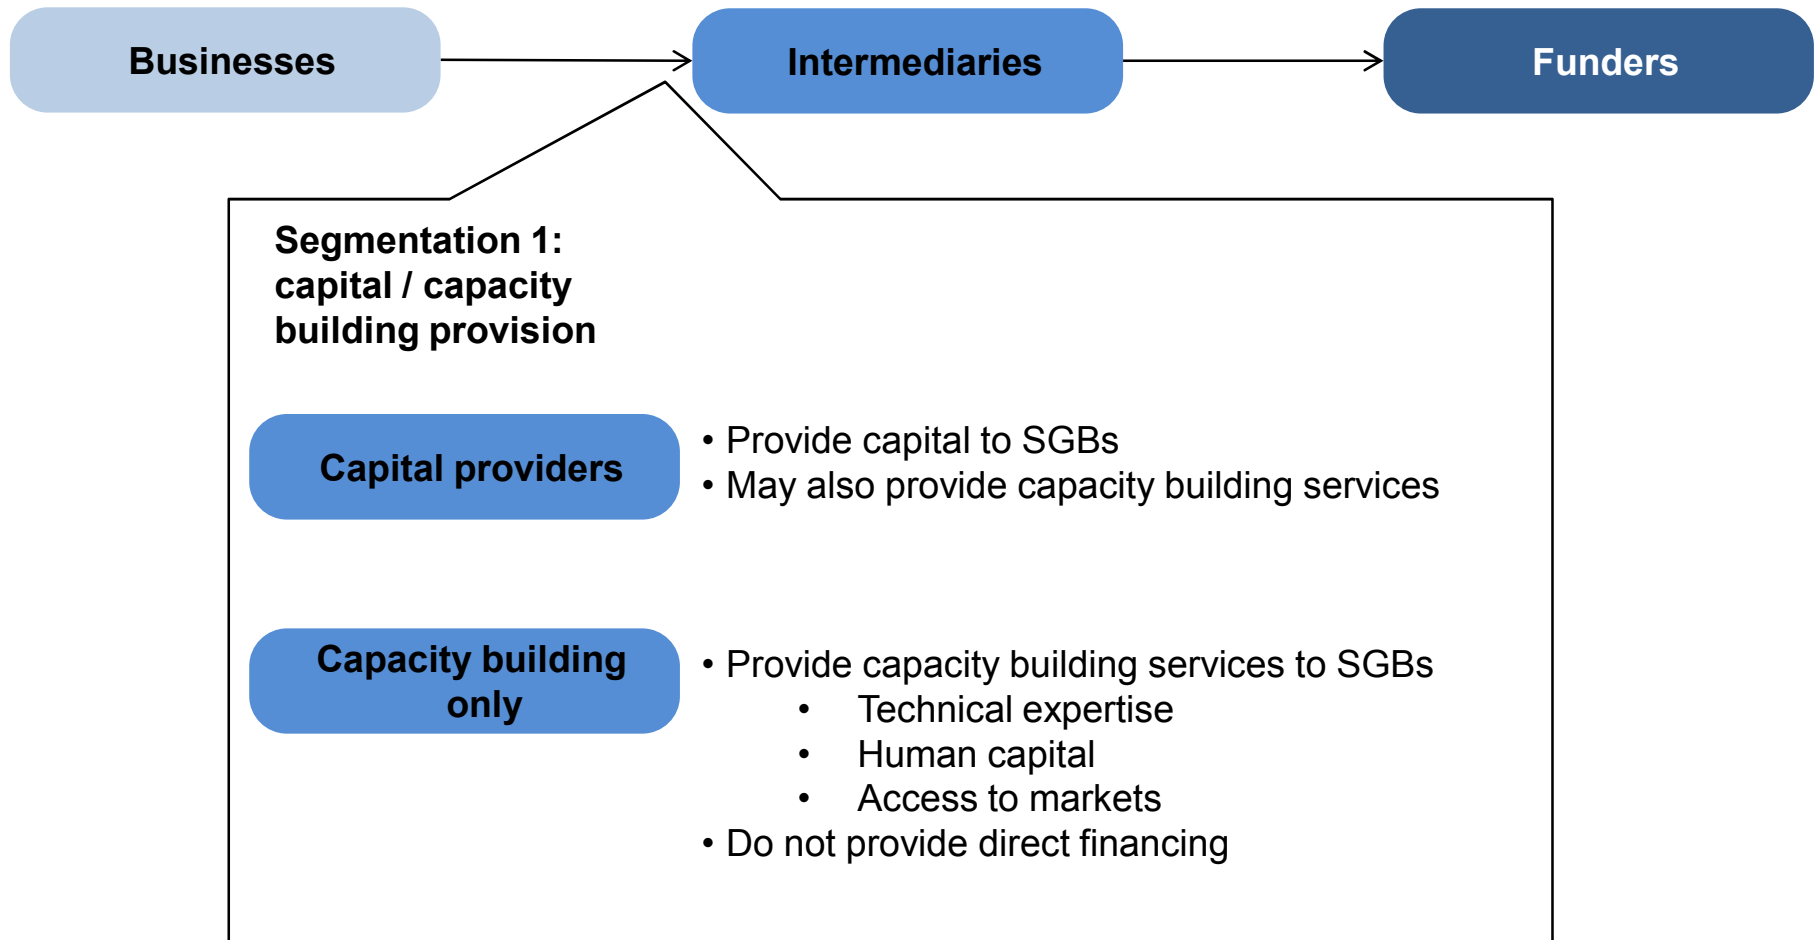 Businesses
Intermediaries
Funders
Segmentation 1:
capital / capacity
building provision
Capital providers
• Provide capital to SGBs
• May also provide capacity building services
Capacity building
only
• Provide capacity building services to SGBs
• Technical expertise
• Human capital
• Access to markets
• Do not provide direct financing